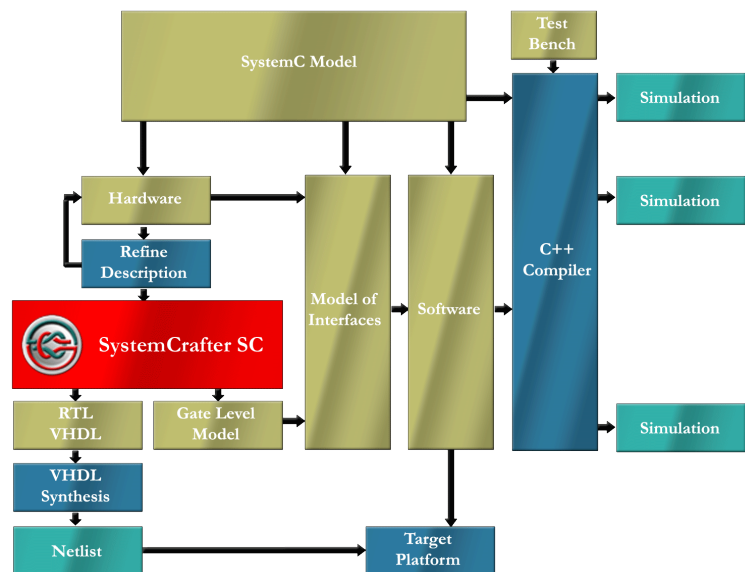 Test
Bench
SystemC Model
Simulation
Hardware
Simulation
Refine
Description
C++
Compiler
Model of
Interfaces
Software
SystemCrafter SC
RTL
VHDL
Gate Level
Model
Simulation
VHDL
Synthesis
Netlist
Target
Platform